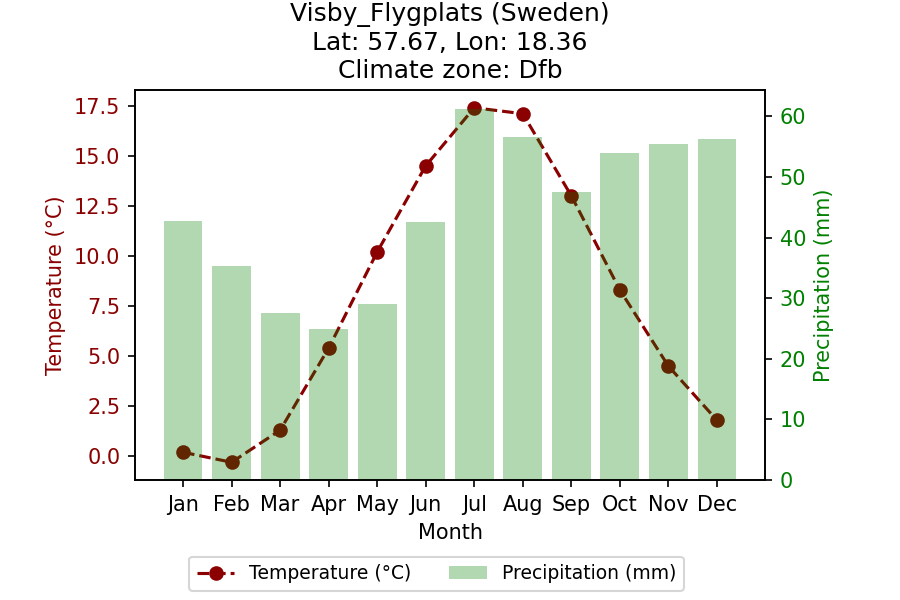 Visby_Flygplats (Sweden)
Lat: 57.67, Lon: 18.36
Climate zone: Dfb
17.5
15.0
12.5
10.0
7.5
5.0
2.5
0.0
Temperature (°C)
60
50
40
30
20
10
0
Precipitation (mm)
Jan Feb Mar Apr May Jun Jul Aug Sep Oct Nov Dec
Month
Temperature (°C) Precipitation (mm)